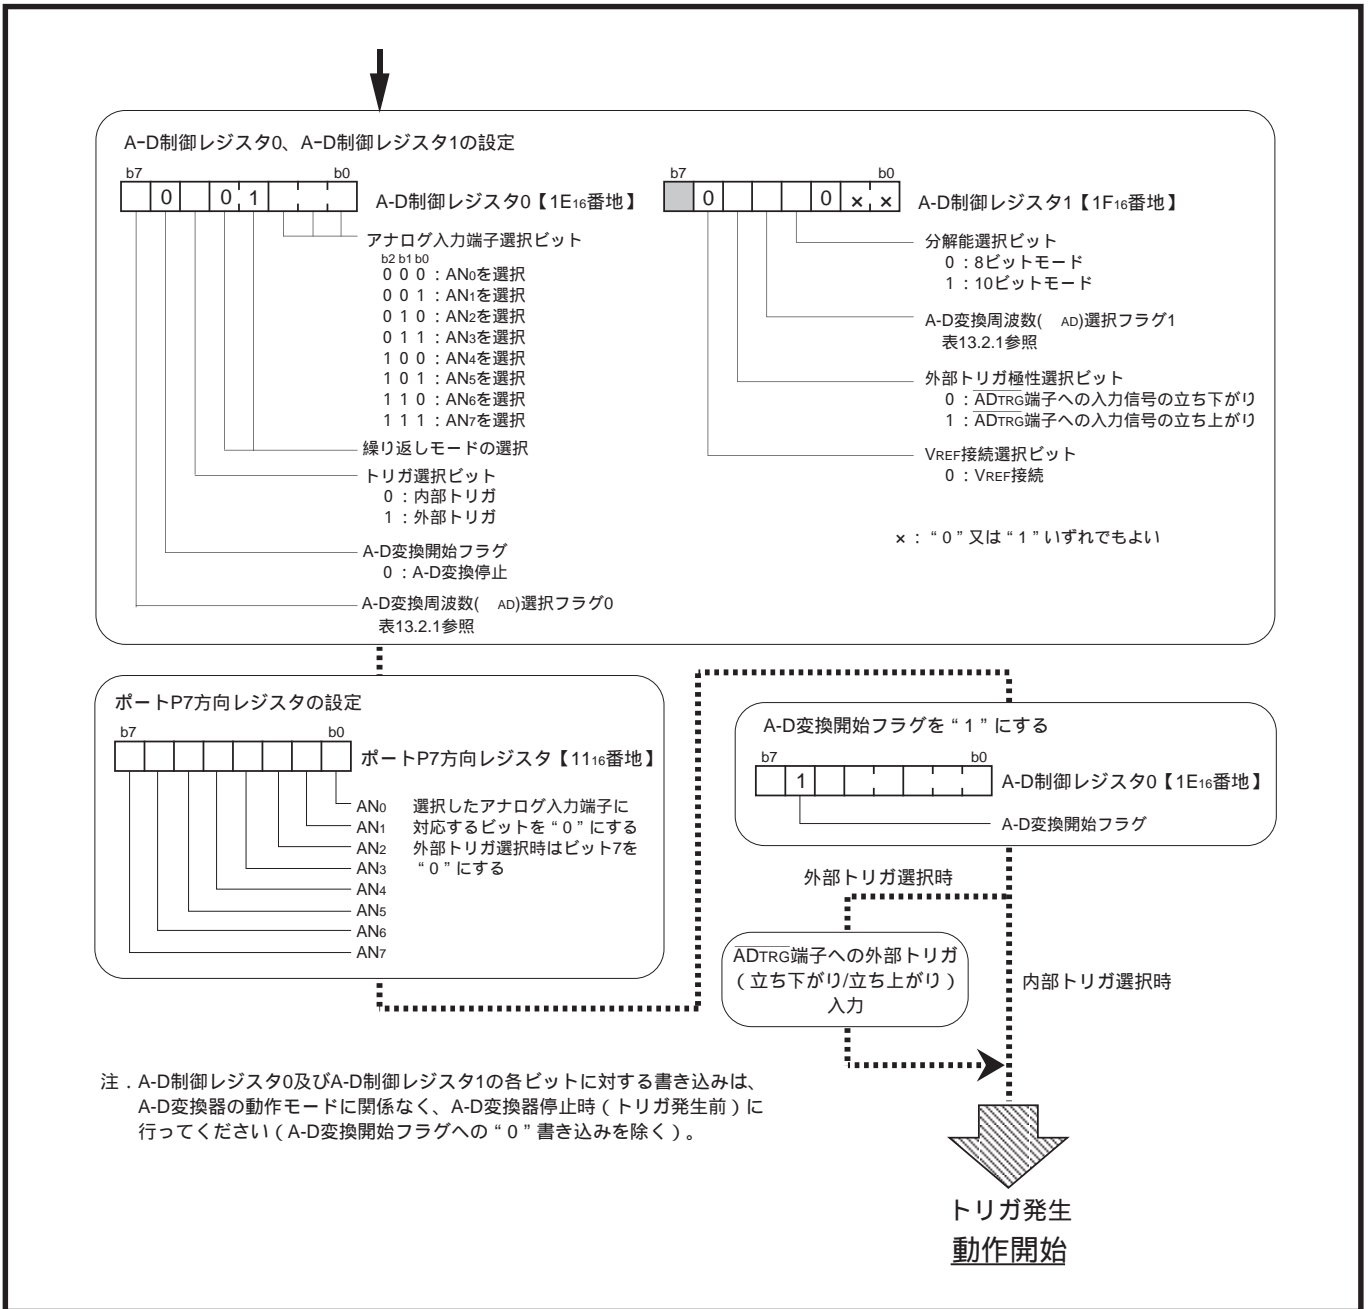 A-D制御レジスタ0、A-D制御レジスタ1の設定
b7 b0
0 0 1
A-D制御レジスタ0【1E16番地】
アナログ入力端子選択ビット
b2 b1 b0
0 0 0 : AN0を選択
0 0 1 : AN1を選択
0 1 0 : AN2を選択
0 1 1 : AN3を選択
1 0 0 : AN4を選択
1 0 1 : AN5を選択
1 1 0 : AN6を選択
1 1 1 : AN7を選択
繰り返しモードの選択
トリガ選択ビット
0 : 内部トリガ
1 : 外部トリガ
A-D変換開始フラグ
0 : A-D変換停止
A-D変換周波数( AD)選択フラグ0
表13.2.1参照
b7 b0
0 0 × ×
A-D制御レジスタ1【1F16番地】
分解能選択ビット
0 : 8ビットモード
1 : 10ビットモード
A-D変換周波数( AD)選択フラグ1
表13.2.1参照
外部トリガ極性選択ビット
0 : ADTRG端子への入力信号の立ち下がり
1 : ADTRG端子への入力信号の立ち上がり
VREF接続選択ビット
0 : VREF接続
× : “0”又は“1”いずれでもよい
ポートP7方向レジスタの設定
b7 b0
ポートP7方向レジスタ【1116番地】
AN0 選択したアナログ入力端子に
AN1 対応するビットを“0”にする
AN2 外部トリガ選択時はビット7を
AN3 “0”にする
AN4
AN5
AN6
AN7
A-D変換開始フラグを“1”にする
b7 b0
1
A-D制御レジスタ0【1E16番地】
A-D変換開始フラグ
外部トリガ選択時
ADTRG端子への外部トリガ
(立ち下がり/立ち上がり)
入力
内部トリガ選択時
注.A-D制御レジスタ0及びA-D制御レジスタ1の各ビットに対する書き込みは、
A-D変換器の動作モードに関係なく、A-D変換器停止時(トリガ発生前)に
行ってください(A-D変換開始フラグへの“0”書き込みを除く)。
トリガ発生
動作開始